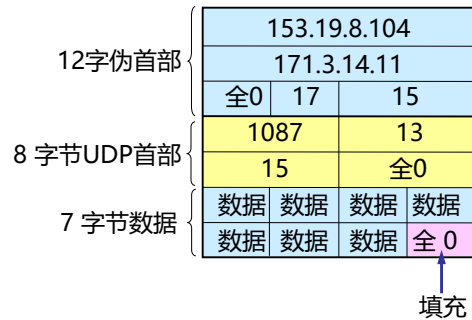 153.19.8.104
12字伪首部
171.3.14.11
全0 17 15
1087 13
8 字节UDP首部
15 全0
数据 数据 数据 数据
7 字节数据
数据 数据 数据 全 0
填充